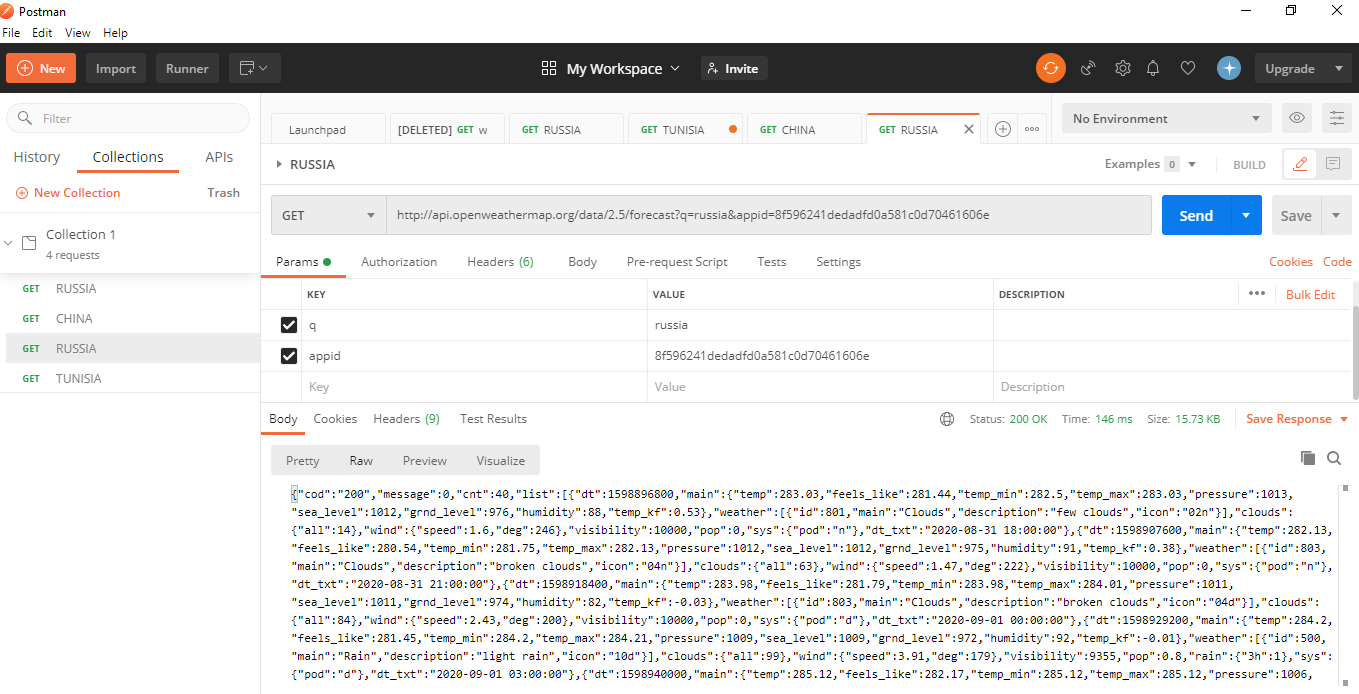 Postman
File Edit View Help
New Import Runner My Workspace Invite Upgrade
Filter
History Collections APIs
New Collection Trash
Collection 1
4 requests
GET RUSSIA
GET CHINA
GET RUSSIA
GET TUNISIA
Launchpad [DELETED] GET w GET RUSSIA GET TUNISIA GET CHINA GET RUSSIA No Environment
RUSSIA Examples 0 BUILD
GET http://api.openweathermap.org/data/2.5/forecast?q=russia&appid=8f596241dedadfd0a581c0d70461606e Send Save
Params Authorization Headers (6) Body Pre-request Script Tests Settings Cookies Code
KEY VALUE DESCRIPTION Bulk Edit
q russia
appid 8f596241dedadfd0a581c0d70461606e
Key Value Description
Body Cookies Headers (9) Test Results Status: 200 OK Time: 146 ms Size: 15.73 KB Save Response
Pretty Raw Preview Visualize
{"cod":"200","message":0,"cnt":40,"list":[{"dt":1598896800,"main":{"temp":283.03,"feels_like":281.44,"temp_min":282.5,"temp_max":283.03,"pressure":1013,
"sea_level":1012,"grnd_level":976,"humidity":88,"temp_kf":0.53},"weather":[{"id":801,"main":"Clouds","description":"few clouds","icon":"02n"}],"clouds":
{"all":14},"wind":{"speed":1.6,"deg":246},"visibility":10000,"pop":0,"sys":{"pod":"n"},"dt_txt":"2020-08-31 18:00:00"},{"dt":1598907600,"main":{"temp":282.13,
"feels_like":280.54,"temp_min":281.75,"temp_max":282.13,"pressure":1012,"sea_level":1012,"grnd_level":975,"humidity":91,"temp_kf":0.38},"weather":[{"id":803,
"main":"Clouds","description":"broken clouds","icon":"04n"}],"clouds":{"all":63},"wind":{"speed":1.47,"deg":222},"visibility":10000,"pop":0,"sys":{"pod":"n"},
"dt_txt":"2020-08-31 21:00:00"},{"dt":1598918400,"main":{"temp":283.98,"feels_like":281.79,"temp_min":283.98,"temp_max":284.01,"pressure":1011,
"sea_level":1011,"grnd_level":974,"humidity":82,"temp_kf":-0.03},"weather":[{"id":803,"main":"Clouds","description":"broken clouds","icon":"04d"}],"clouds":
{"all":84},"wind":{"speed":2.43,"deg":200},"visibility":10000,"pop":0,"sys":{"pod":"d"},"dt_txt":"2020-09-01 00:00:00"},{"dt":1598929200,"main":{"temp":284.2,
"feels_like":281.45,"temp_min":284.2,"temp_max":284.21,"pressure":1009,"sea_level":1009,"grnd_level":972,"humidity":92,"temp_kf":-0.01},"weather":[{"id":500,
"main":"Rain","description":"light rain","icon":"10d"}],"clouds":{"all":99},"wind":{"speed":3.91,"deg":179},"visibility":9355,"pop":0.8,"rain":{"3h":1},"sys":
{"pod":"d"},"dt_txt":"2020-09-01 03:00:00"},{"dt":1598940000,"main":{"temp":285.12,"feels_like":282.17,"temp_min":285.12,"temp_max":285.12,"pressure":1006,